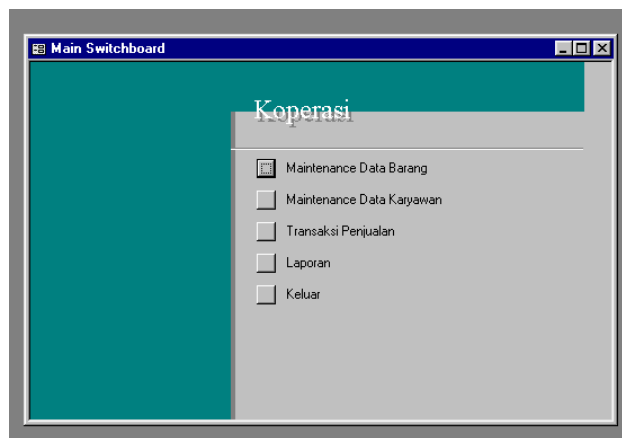 Main Switchboard
Koperasi
Maintenance Data Barang
Maintenance Data Karyawan
Transaksi Penjualan
Laporan
Keluar